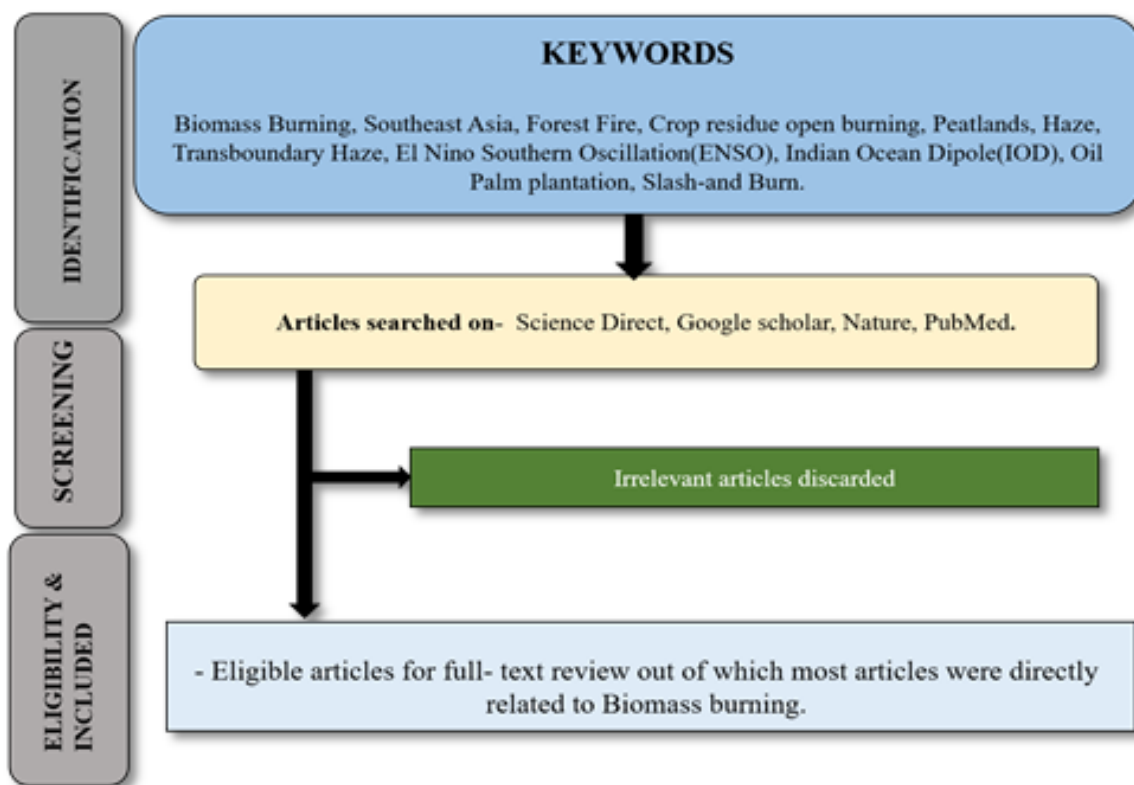 IDENTIFICATION
KEYWORDS
Biomass Burning, Southeast Asia, Forest Fire, Crop residue open burning, Peatlands, Haze,
Transboundary Haze, El Nino Southern Oscillation(ENSO), Indian Ocean Dipole(IOD), Oil
Palm plantation, Slash-and Burn.
Articles searched on- Science Direct, Google scholar, Nature, PubMed.
SCREENING
Irrelevant articles discarded
ELIGIBILITY &
INCLUDED
- Eligible articles for full- text review out of which most articles were directly
related to Biomass burning.